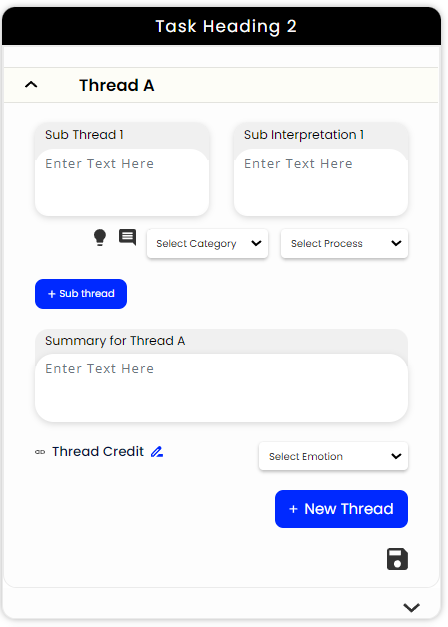 Task Heading 2
Thread A
Sub Thread 1 Sub Interpretation 1
Enter Text Here Enter Text Here
Select Category Select Process
+ Sub thread
Summary for Thread A
Enter Text Here
Thread Credit Select Emotion
+ New Thread